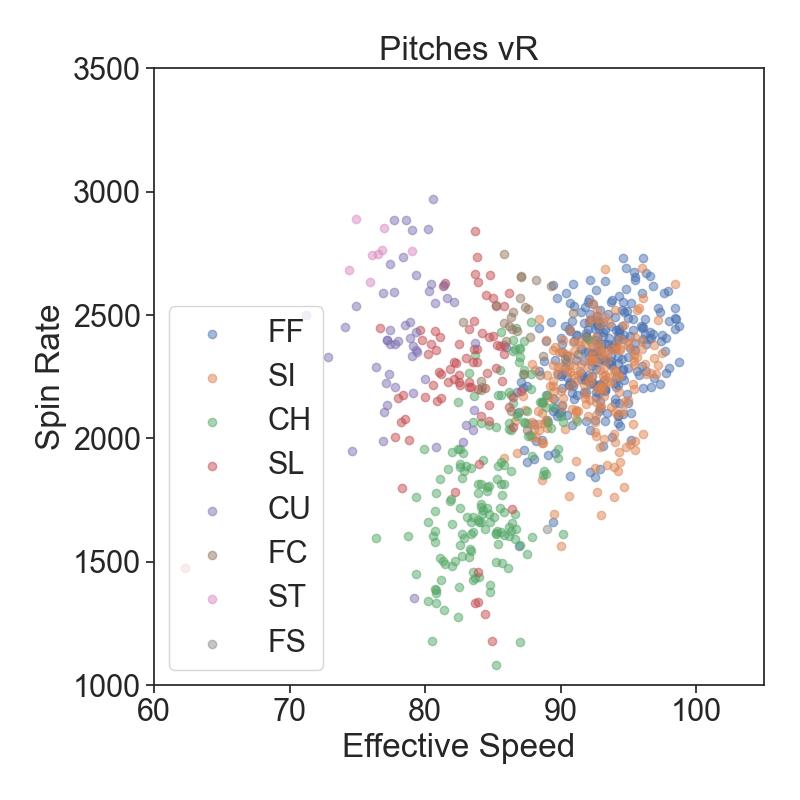 Pitches vR
3500
3000
2500
2000
1500
1000
Spin Rate
FF
SI
CH
SL
CU
FC
ST
FS
60 70 80 90 100
Effective Speed